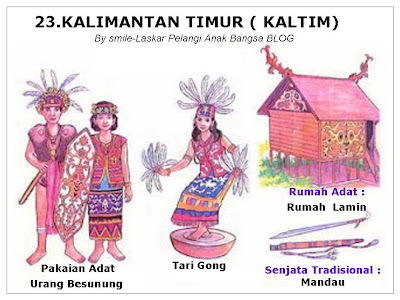 23.KALIMANTAN TIMUR ( KALTIM)
By smile-Laskar Pelangi Anak Bangsa BLOG
Pakaian Adat
Urang Besunung
Tari Gong
Rumah Adat :
Rumah Lamin
Senjata Tradisional :
Mandau